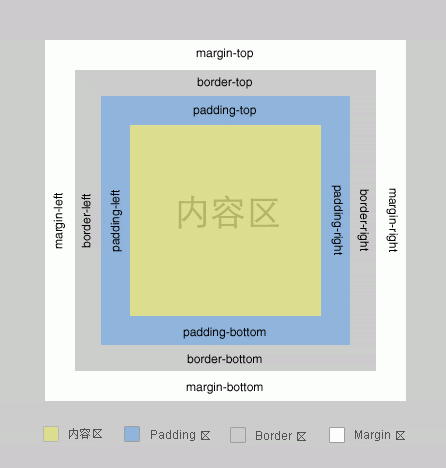 margin-top
border-top
padding-top
margin-left
border-left
padding-left
内容区
padding-right
border-right
margin-right
padding-bottom
border-bottom
margin-bottom
内容区 Padding 区 Border 区 Margin 区